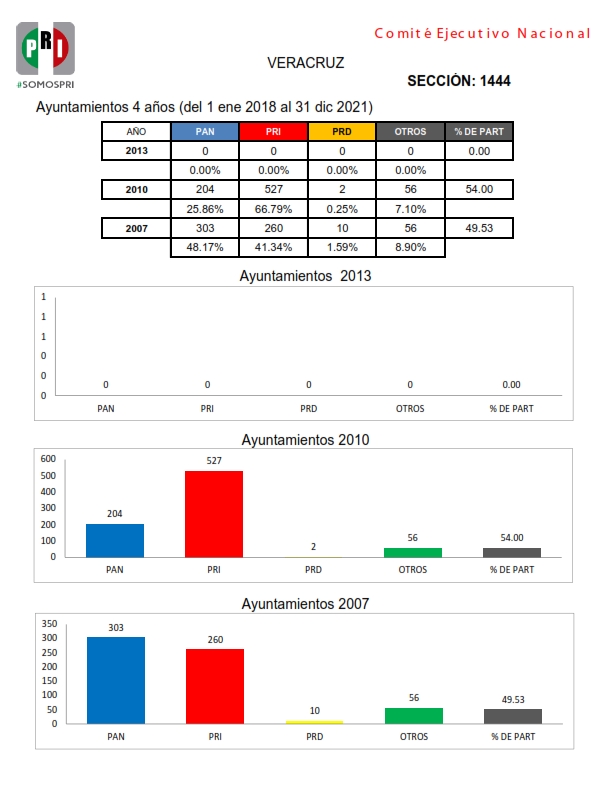 Comité Ejecutivo Nacional
PRI
#SOMOSPRI
VERACRUZ
SECCIÓN: 1444
Ayuntamientos 4 años (del 1 ene 2018 al 31 dic 2021)
AÑO PAN PRI PRD OTROS % DE PART
2013 0 0 0 0 0.00
0.00% 0.00% 0.00% 0.00%
2010 204 527 2 56 54.00
25.86% 66.79% 0.25% 7.10%
2007 303 260 10 56 49.53
48.17% 41.34% 1.59% 8.90%
Ayuntamientos 2013
1
1
1
0
0
0
0 0 0 0 0.00
PAN PRI PRD OTROS % DE PART
Ayuntamientos 2010
600
500
400
300
200
100
0
204 527 2 56 54.00
PAN PRI PRD OTROS % DE PART
Ayuntamientos 2007
350
300
250
200
150
100
50
0
303 260 10 56 49.53
PAN PRI PRD OTROS % DE PART